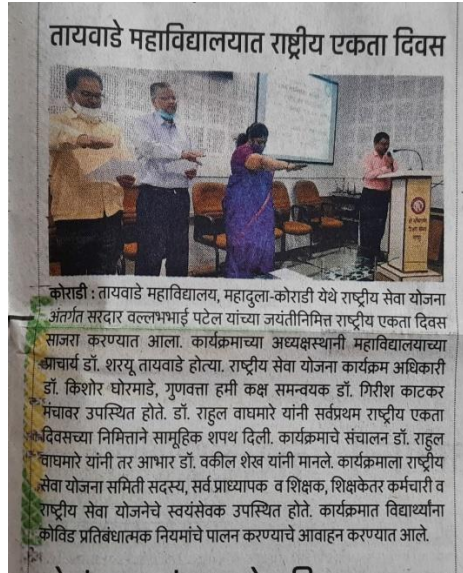 तायवाडे महाविद्यालयात राष्ट्रीय एकता दिवस
कोराडी : तायवाडे महाविद्यालय, महादुला-कोराडी येथे राष्ट्रीय सेवा योजना
अंतर्गत सरदार वल्लभभाई पटेल यांच्या जयंतीनिमित्त राष्ट्रीय एकता दिवस
साजरा करण्यात आला. कार्यक्रमाच्या अध्यक्षस्थानी महाविद्यालयाच्या
प्राचार्य डॉ. शरयू तायवाडे होत्या. राष्ट्रीय सेवा योजना कार्यक्रम अधिकारी
डॉ. किशोर घोरमाडे, गुणवत्ता हमी कक्ष समन्वयक डॉ. गिरीश काटकर
मंचावर उपस्थित होते. डॉ. राहुल वाघमारे यांनी सर्वप्रथम राष्ट्रीय एकता
दिवसच्या निमित्ताने सामूहिक शपथ दिली. कार्यक्रमाचे संचालन डॉ. राहुल
वाघमारे यांनी तर आभार डॉ. वकील शेख यांनी मानले. कार्यक्रमाला राष्ट्रीय
सेवा योजना समिती सदस्य, सर्व प्राध्यापक व शिक्षक, शिक्षकेतर कर्मचारी व
राष्ट्रीय सेवा योजनेचे स्वयंसेवक उपस्थित होते. कार्यक्रमात विद्यार्थ्यांना
कोविड प्रतिबंधात्मक नियमांचे पालन करण्याचे आवाहन करण्यात आले.